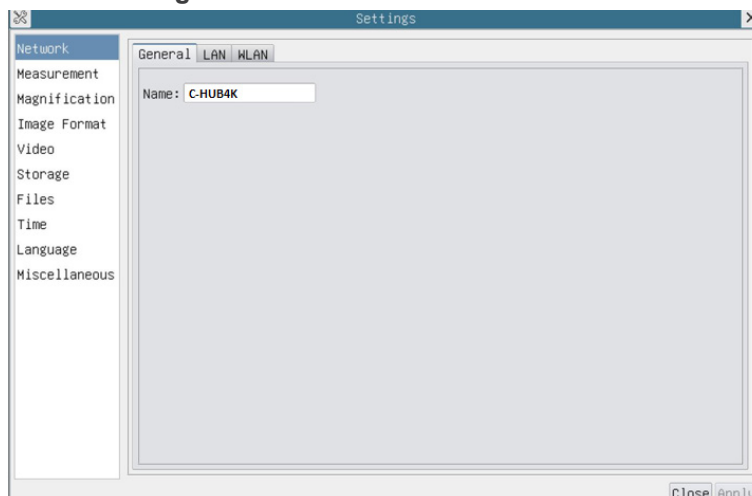 Settings
Network
Measurement
Magnification
Image Format
Video
Storage
Files
Time
Language
Miscellaneous
General LAN WLAN
Name: C-HUB4K
Close